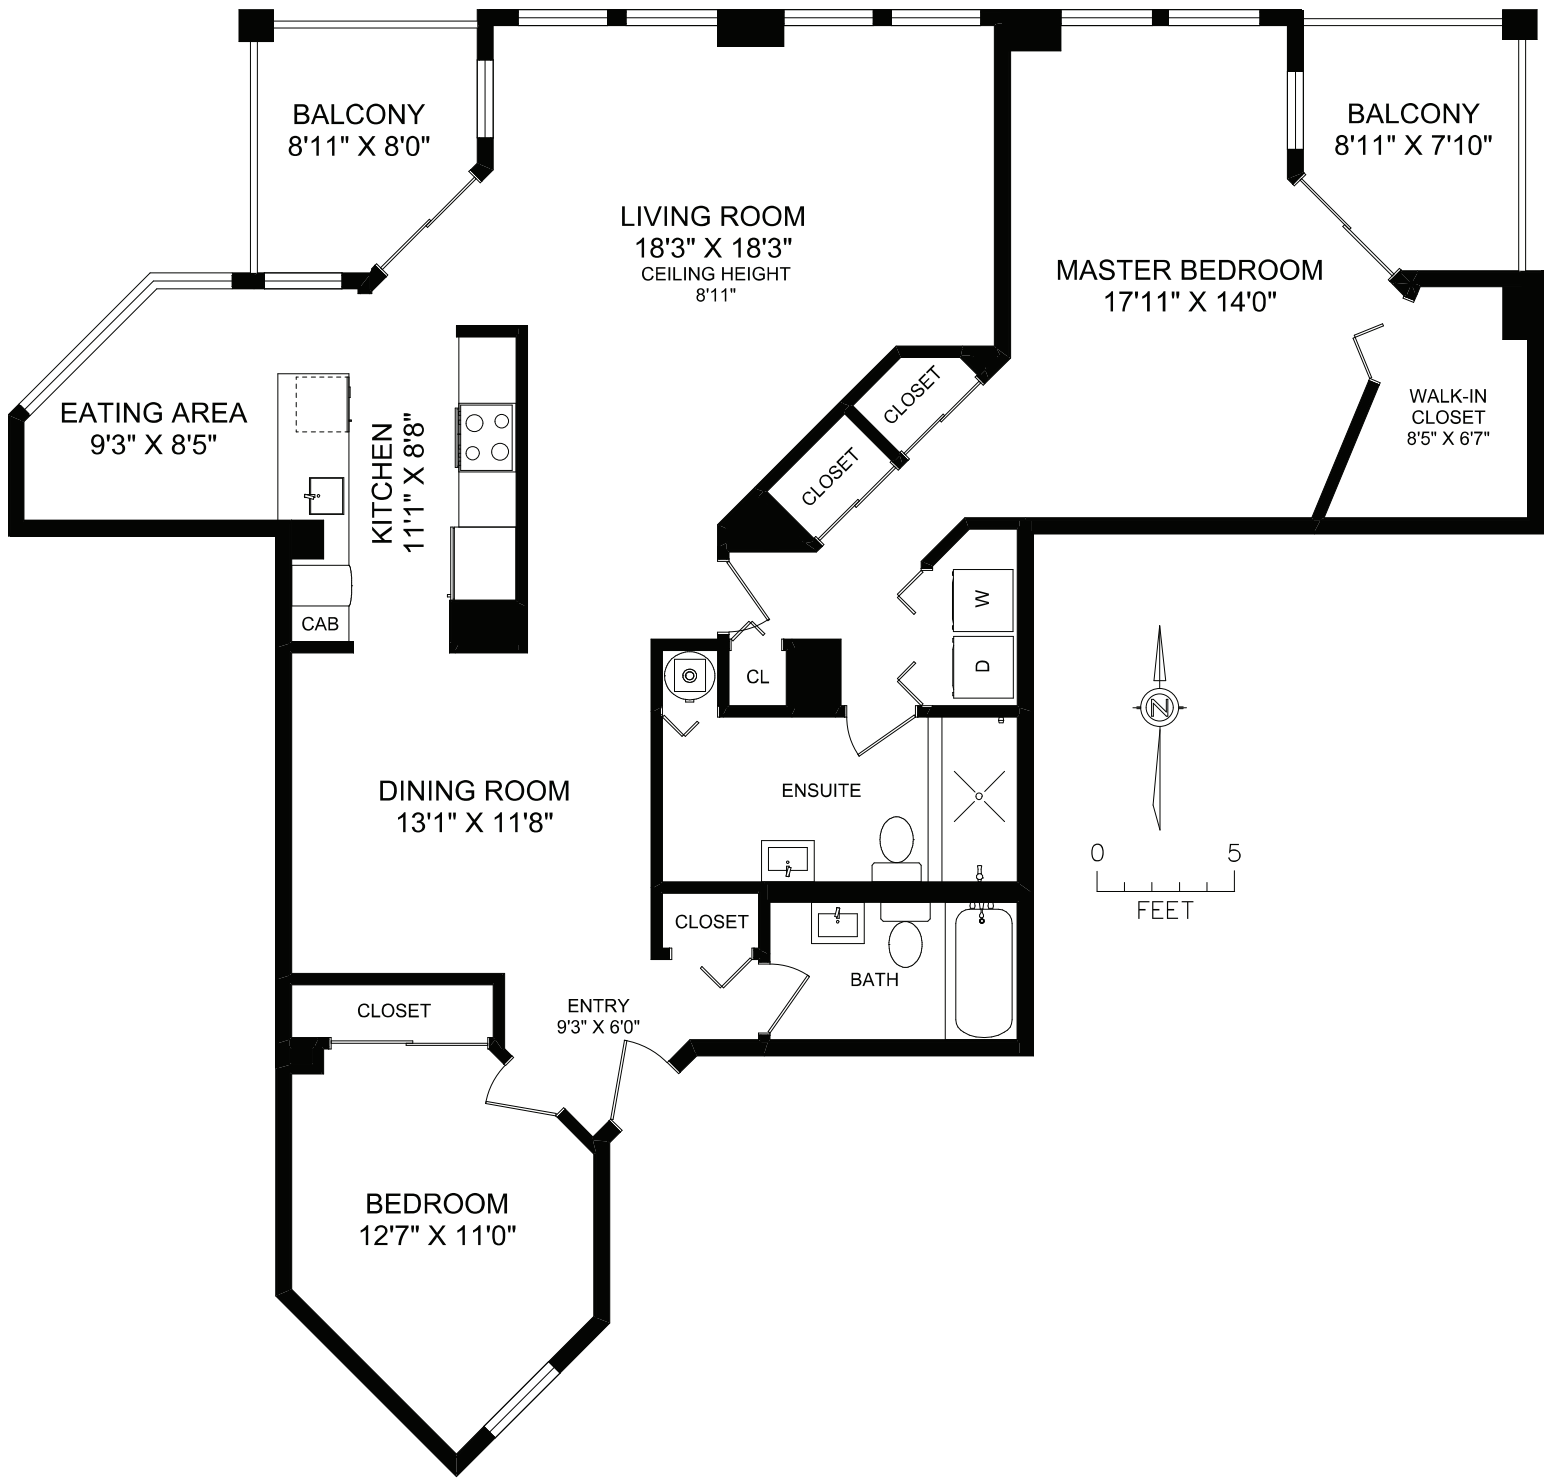 BALCONY
8'11" X 8'0"
BALCONY
8'11" X 7'10"
LIVING ROOM
18'3" X 18'3"
CEILING HEIGHT
8'11"
MASTER BEDROOM
17'11" X 14'0"
EATING AREA
9'3" X 8'5"
KITCHEN
11'1" X 8'8"
CLOSET
CLOSET
WALK-IN
CLOSET
8'5" X 6'7"
CAB
W
D
CL
N
DINING ROOM
13'1" X 11'8"
ENSUITE
0 5
FEET
CLOSET
BATH
CLOSET
ENTRY
9'3" X 6'0"
BEDROOM
12'7" X 11'0"